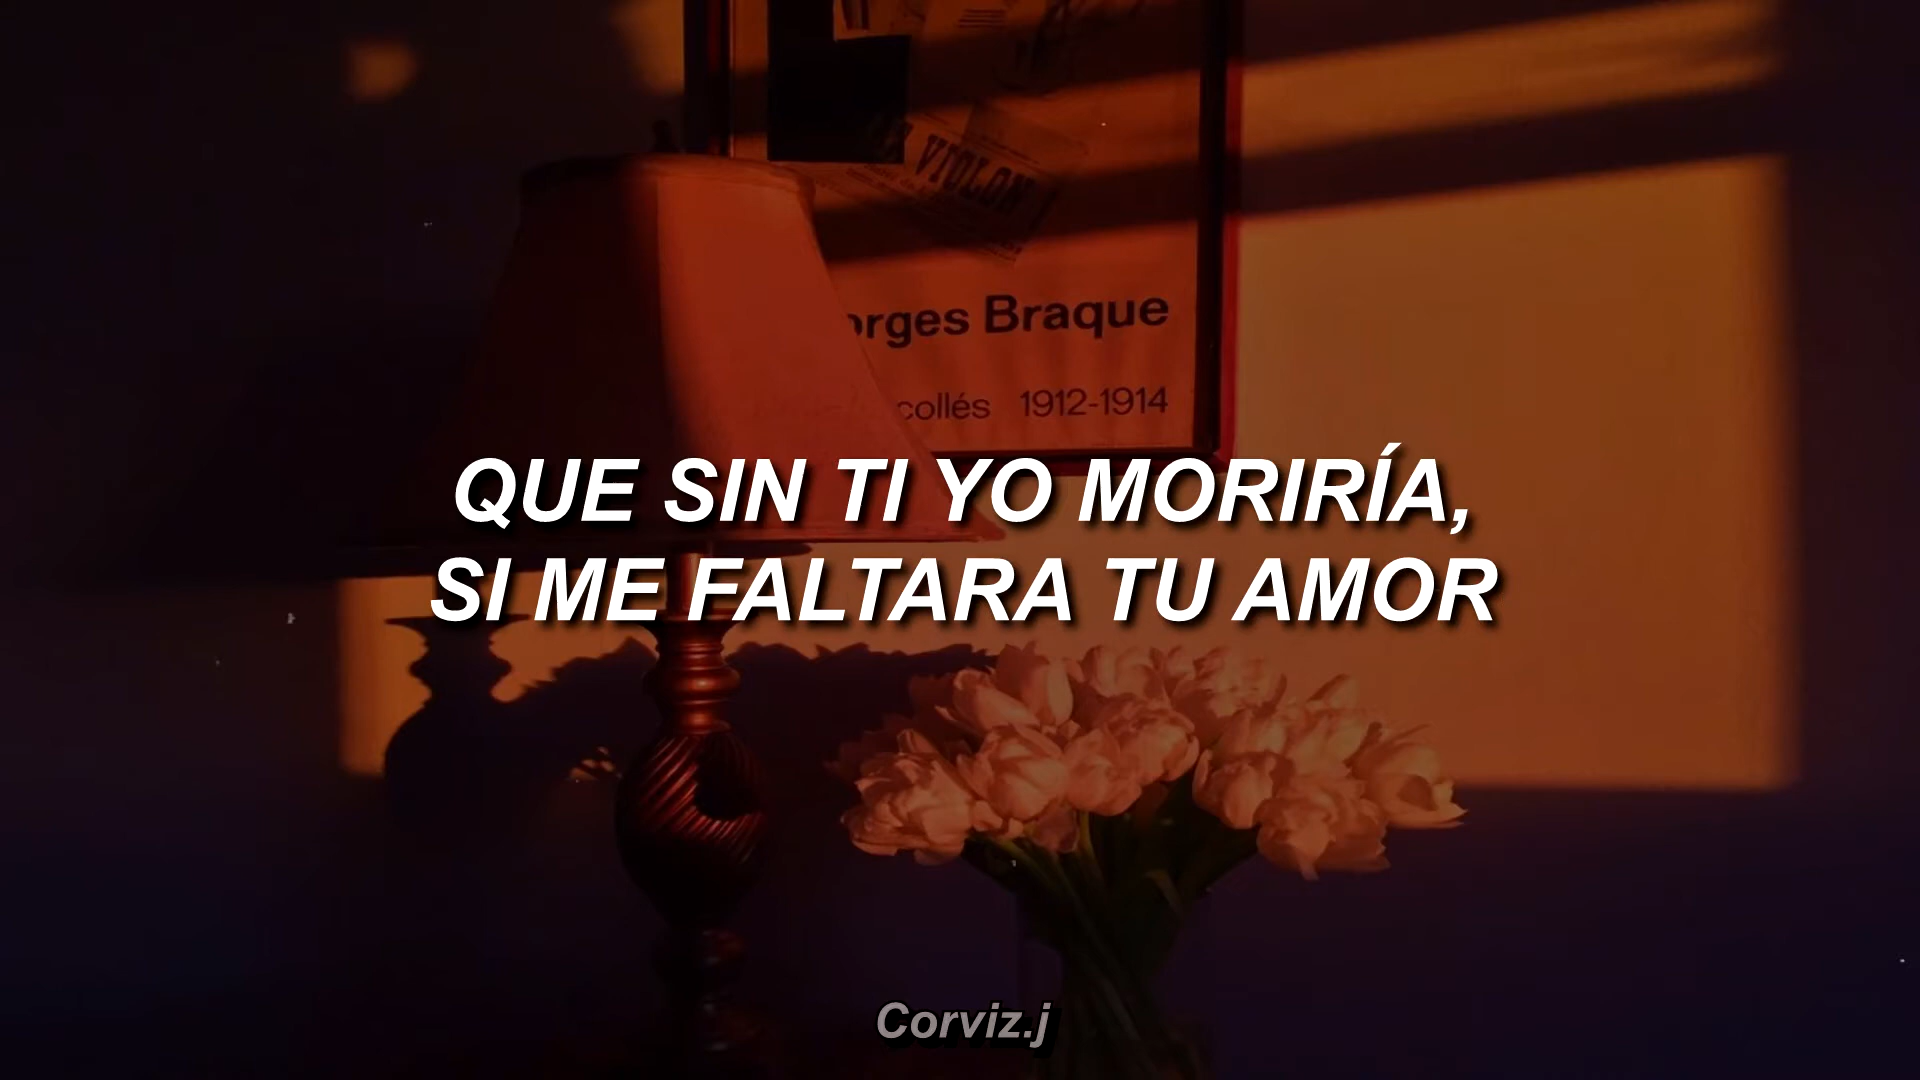 VIOLON
orges Braque
collés 1912-1914
QUE SIN TI YO MORIRÍA,
SI ME FALTARA TU AMOR
Corviz.j